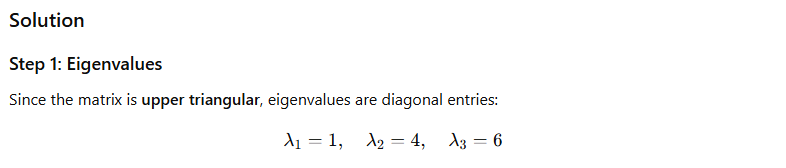 Solution
Step 1: Eigenvalues
Since the matrix is upper triangular, eigenvalues are diagonal entries:
λ₁ = 1, λ₂ = 4, λ₃ = 6